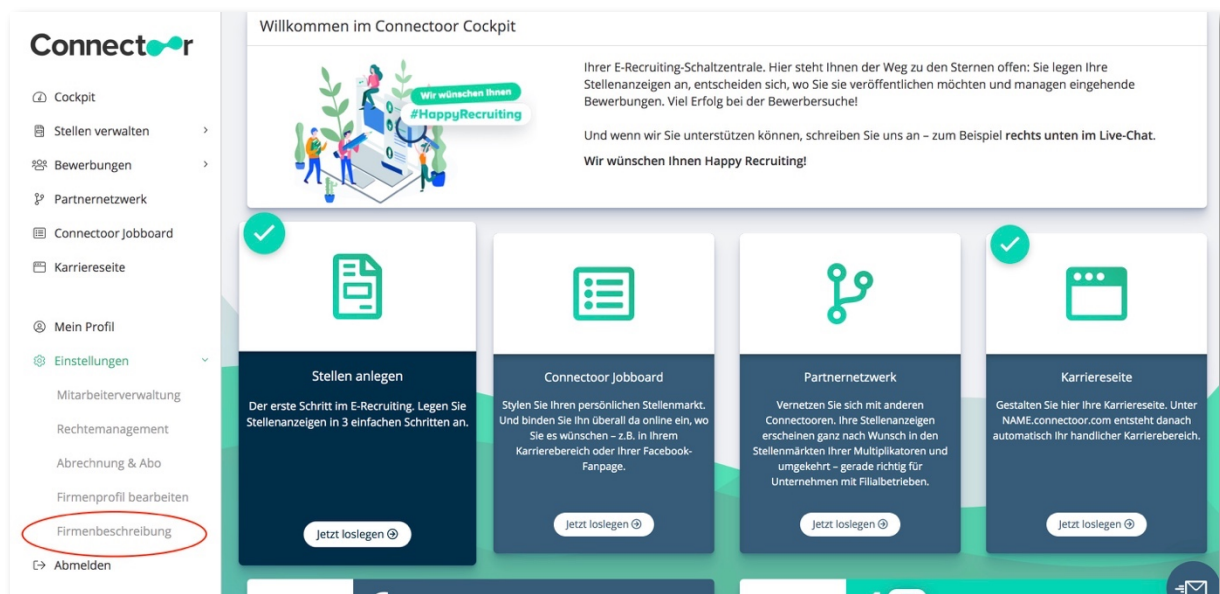 Connectoor
Cockpit
Stellen verwalten
Bewerbungen
Partnernetzwerk
Connectoor Jobboard
Karriereseite
Mein Profil
Einstellungen
Mitarbeiterverwaltung
Rechtemanagement
Abrechnung & Abo
Firmenprofil bearbeiten
Firmenbeschreibung
Abmelden
Willkommen im Connectoor Cockpit
Wir wünschen Ihnen
#HappyRecruiting
Ihrer E-Recruiting-Schaltzentrale. Hier steht Ihnen der Weg zu den Sternen offen: Sie legen Ihre
Stellenanzeigen an, entscheiden sich, wo Sie sie veröffentlichen möchten und managen eingehende
Bewerbungen. Viel Erfolg bei der Bewerbersuche!
Und wenn wir Sie unterstützen können, schreiben Sie uns an – zum Beispiel rechts unten im Live-Chat.
Wir wünschen Ihnen Happy Recruiting!
Stellen anlegen
Der erste Schritt im E-Recruiting. Legen Sie
Stellenanzeigen in 3 einfachen Schritten an.
Jetzt loslegen
Connectoor Jobboard
Stylen Sie Ihren persönlichen Stellenmarkt.
Und binden Sie Ihn überall da online ein, wo
Sie es wünschen – z.B. in Ihrem
Karrierebereich oder Ihrer Facebook-
Fanpage.
Jetzt loslegen
Partnernetzwerk
Vernetzen Sie sich mit anderen
Connectooren. Ihre Stellenanzeigen
erscheinen ganz nach Wunsch in den
Stellenmärkten Ihrer Multiplikatoren und
umgekehrt – gerade richtig für
Unternehmen mit Filialbetrieben.
Jetzt loslegen
Karriereseite
Gestalten Sie hier Ihre Karriereseite. Unter
NAME.connectoor.com entsteht danach
automatisch Ihr handlicher Karrierebereich.
Jetzt loslegen